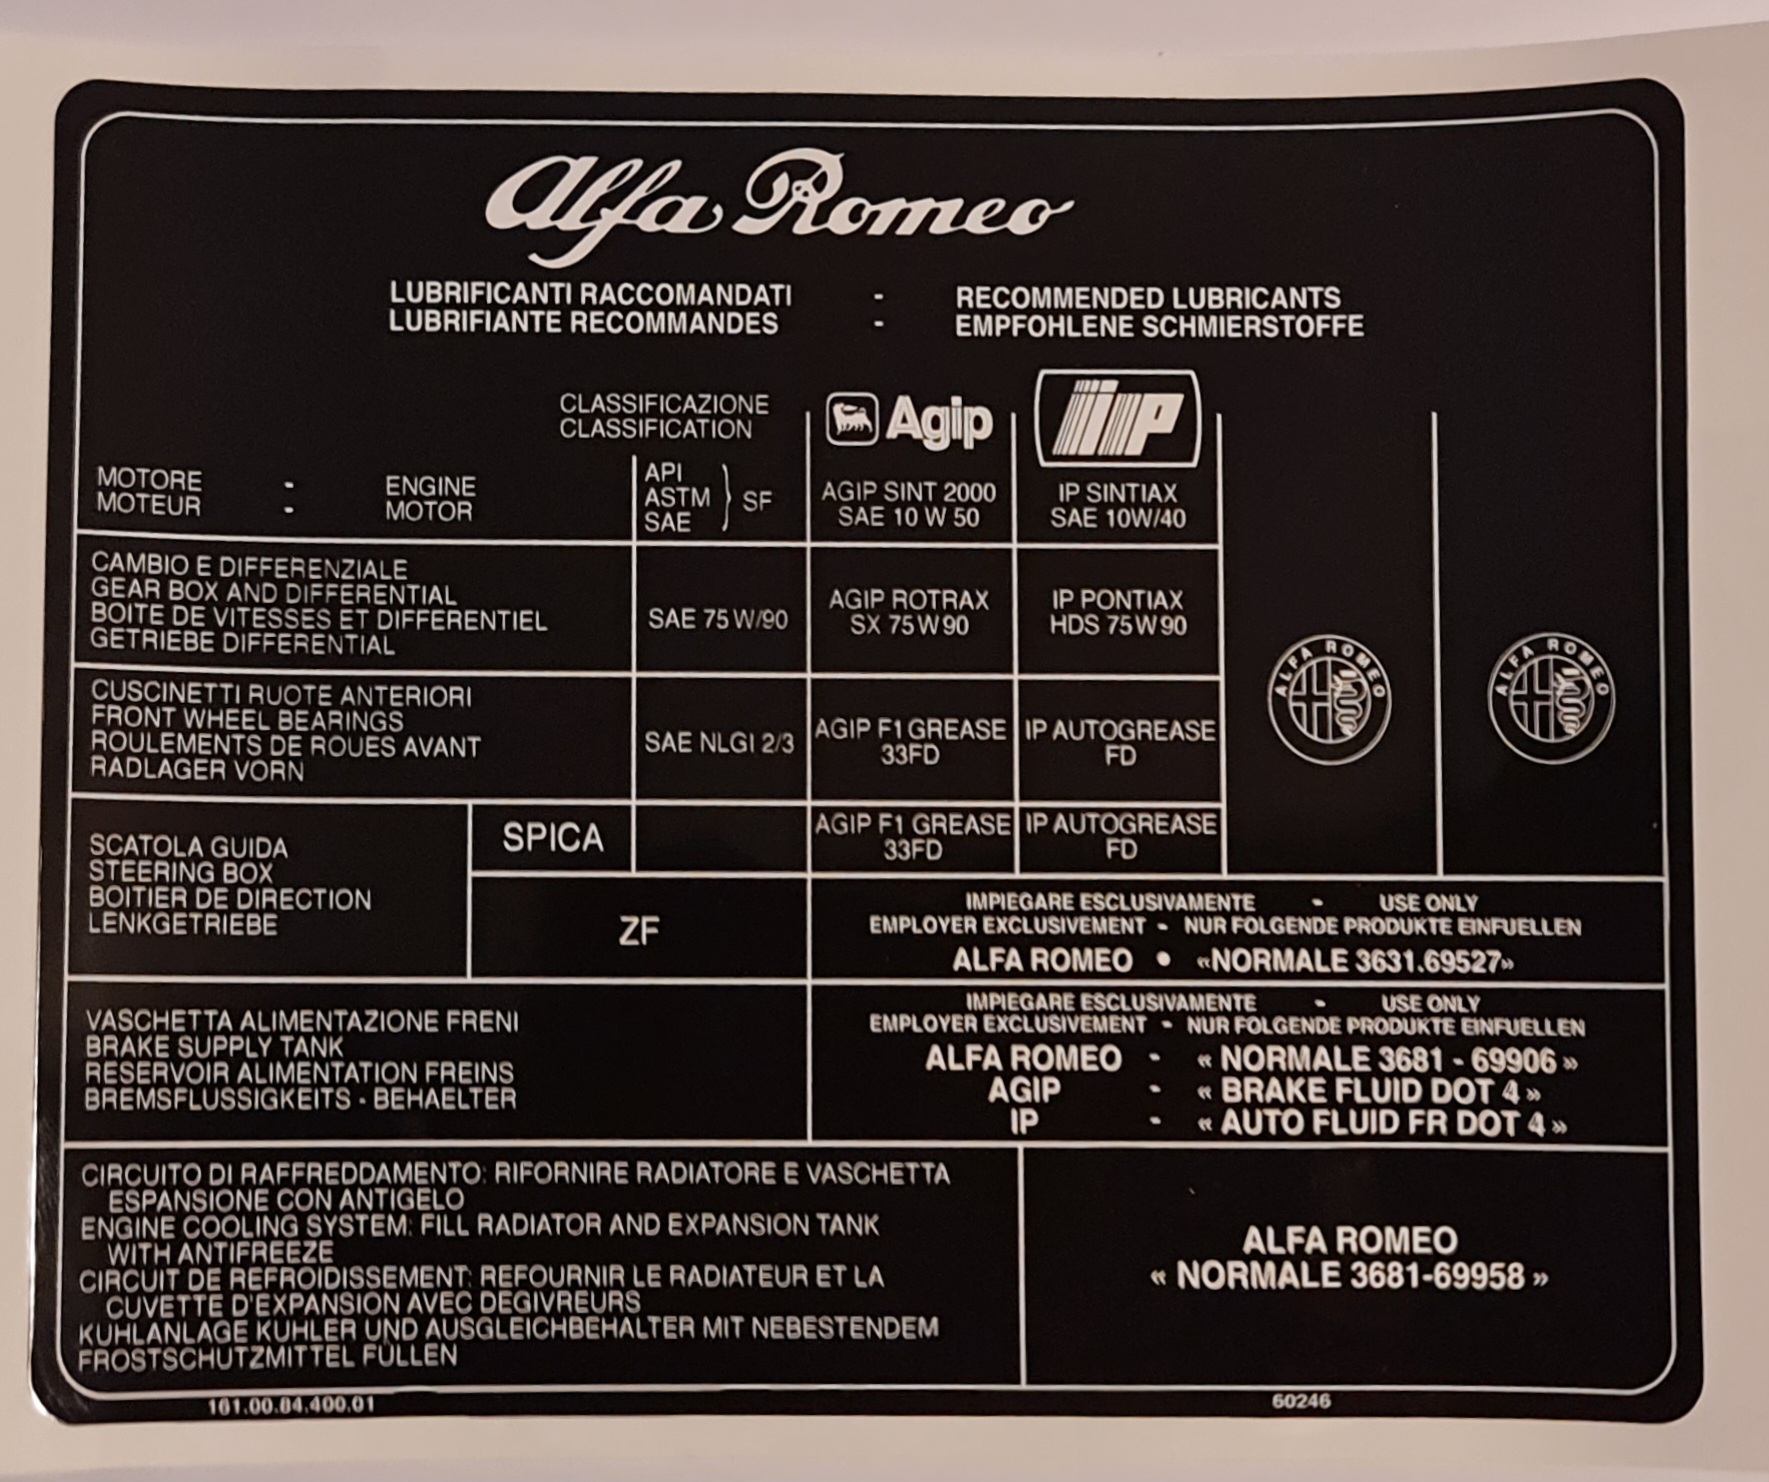 Alfa Romeo
LUBRIFICANTI RACCOMANDATI - RECOMMENDED LUBRICANTS
LUBRIFIANTE RECOMMANDES - EMPFOHLENE SCHMIERSTOFFE
CLASSIFICAZIONE
CLASSIFICATION
Agip
IP
MOTORE - ENGINE
MOTEUR - MOTOR
API
ASTM
SAE
SF
AGIP SINT 2000
SAE 10 W 50
IP SINTIAX
SAE 10W/40
CAMBIO E DIFFERENZIALE
GEAR BOX AND DIFFERENTIAL
BOITE DE VITESSES ET DIFFERENTIEL
GETRIEBE DIFFERENTIAL
SAE 75 W/90
AGIP ROTRAX
SX 75 W 90
IP PONTIAX
HDS 75 W 90
CUSCINETTI RUOTE ANTERIORI
FRONT WHEEL BEARINGS
ROULEMENTS DE ROUES AVANT
RADLAGER VORN
SAE NLGI 2/3
AGIP F1 GREASE
33FD
IP AUTOGREASE
FD
ALFA ROMEO
ALFA ROMEO
SCATOLA GUIDA
STEERING BOX
BOITIER DE DIRECTION
LENKGETRIEBE
SPICA
AGIP F1 GREASE
33FD
IP AUTOGREASE
FD
ZF
IMPIEGARE ESCLUSIVAMENTE - USE ONLY
EMPLOYER EXCLUSIVEMENT - NUR FOLGENDE PRODUKTE EINFUELLEN
ALFA ROMEO • «NORMALE 3631.69527»
VASCHETTA ALIMENTAZIONE FRENI
BRAKE SUPPLY TANK
RESERVOIR ALIMENTATION FREINS
BREMSFLUSSIGKEITS - BEHAELTER
IMPIEGARE ESCLUSIVAMENTE - USE ONLY
EMPLOYER EXCLUSIVEMENT - NUR FOLGENDE PRODUKTE EINFUELLEN
ALFA ROMEO - « NORMALE 3681 - 69906 »
AGIP - « BRAKE FLUID DOT 4 »
IP - « AUTO FLUID FR DOT 4 »
CIRCUITO DI RAFFREDDAMENTO: RIFORNIRE RADIATORE E VASCHETTA
ESPANSIONE CON ANTIGELO
ENGINE COOLING SYSTEM: FILL RADIATOR AND EXPANSION TANK
WITH ANTIFREEZE
CIRCUIT DE REFROIDISSEMENT: REFOURNIR LE RADIATEUR ET LA
CUVETTE D'EXPANSION AVEC DEGIVREURS
KUHLANLAGE KUHLER UND AUSGLEICHBEHALTER MIT NEBESTENDEM
FROSTSCHUTZMITTEL FÜLLEN
ALFA ROMEO
« NORMALE 3681-69958 »
161.00.84.400.01
60246